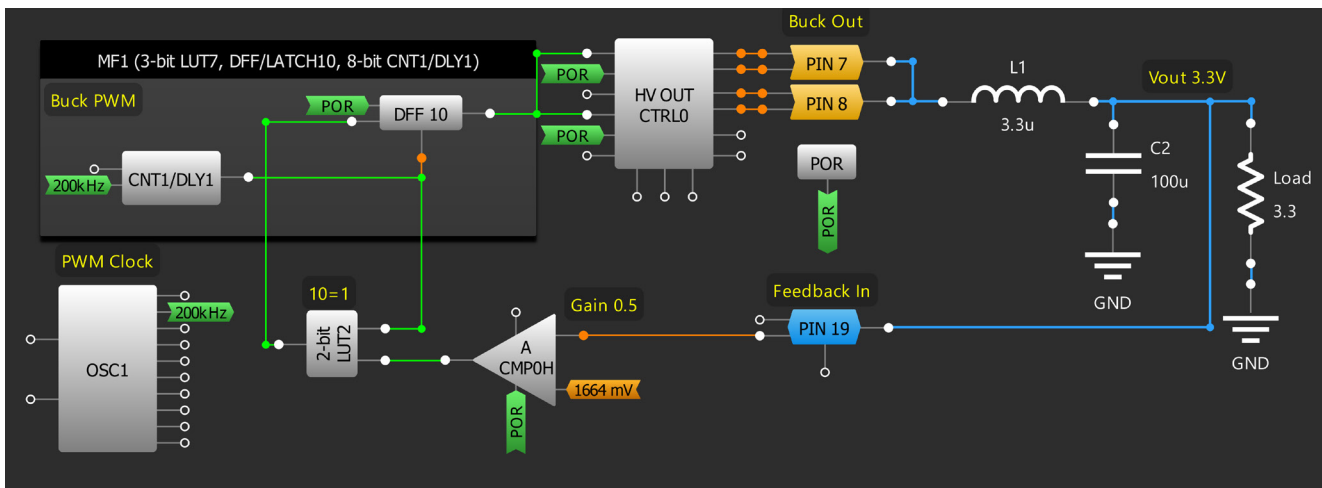 Buck Out
MF1 (3-bit LUT7, DFF/LATCH10, 8-bit CNT1/DLY1)
Buck PWM
POR
DFF 10
CNT1/DLY1
200kHz
POR
POR
HV OUT
CTRL0
PIN 7
PIN 8
POR
POR
L1
3.3u
Vout 3.3V
C2
100u
GND
Load
3.3
GND
PWM Clock
OSC1
200kHz
10=1
2-bit
LUT2
A
CMP0H
Gain 0.5
1664 mV
POR
Feedback In
PIN 19